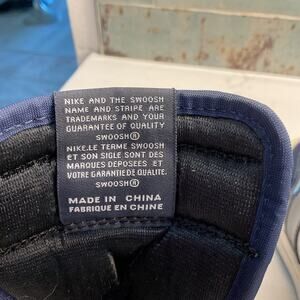 NIKE AND THE SWOOSH
NAME AND STRIPE ARE
TRADEMARKS AND YOUR
GUARANTEE OF QUALITY
SWOOSH®
NIKE,LE TERME SWOOSH
ET SON SIGLE SONT DES
MARQUES DEPOSEES ET
VOTRE GARANTIE DE QUALITE.
SWOOSH®
MADE IN CHINA
FABRIQUE EN CHINE